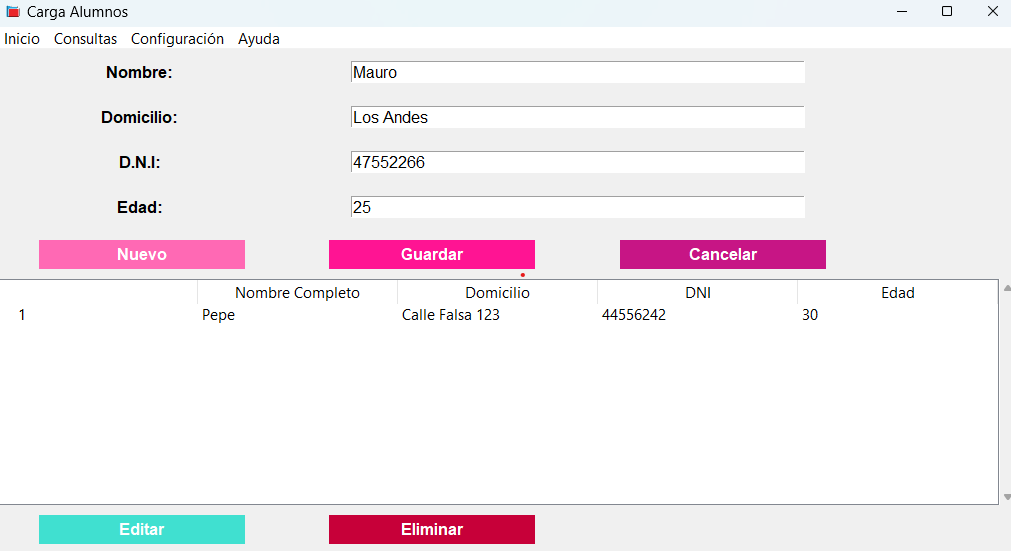 Carga Alumnos
Inicio Consultas Configuración Ayuda
Nombre: Mauro
Domicilio: Los Andes
D.N.I: 47552266
Edad: 25
Nuevo Guardar Cancelar
Nombre Completo Domicilio DNI Edad
1 Pepe Calle Falsa 123 44556242 30
Editar Eliminar